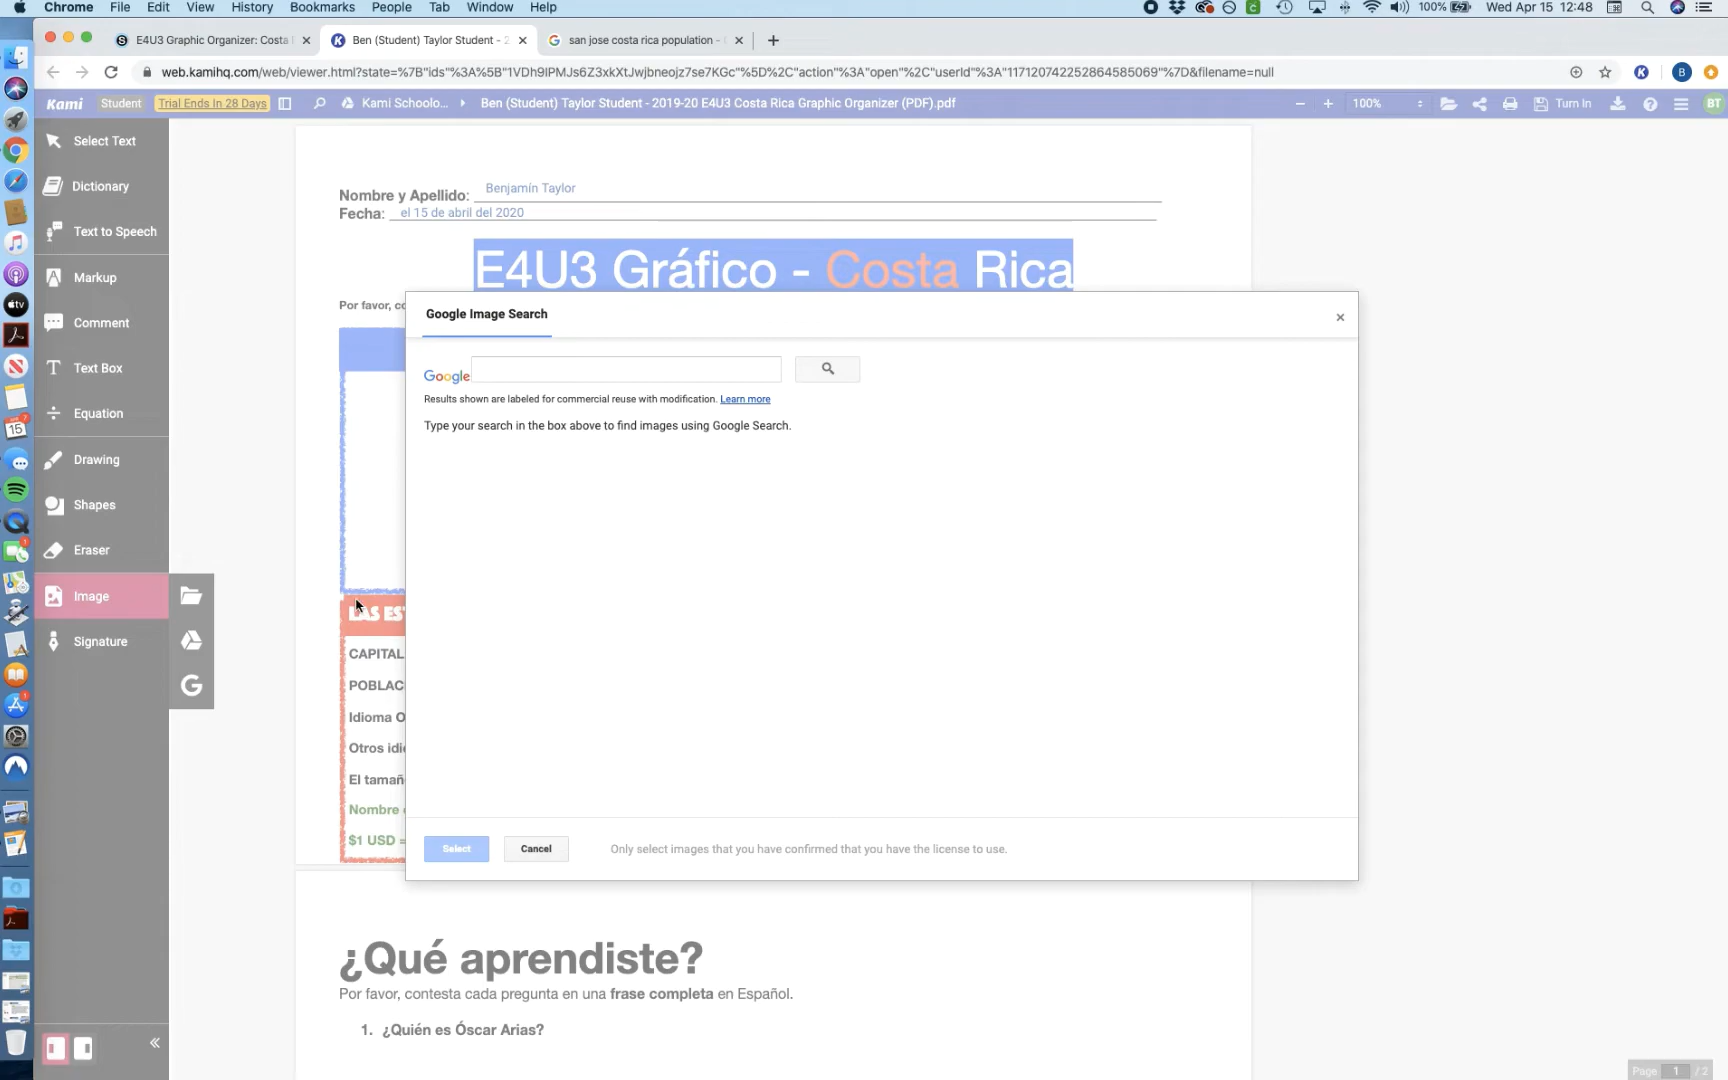 Chrome File Edit View History Bookmarks People Tab Window Help
100% Wed Apr 15 12:48
E4U3 Graphic Organizer: Costa
Ben (Student) Taylor Student - 2
san jose costa rica population -
web.kamihq.com/web/viewer.html?state=%7B"ids"%3A%5B"1VDh9lPMJs6Z3xkXtJwjbneojz7se7KGc"%5D%2C"action"%3A"open"%2C"userId"%3A"117120742252864585069"%7D&filename=null
B
Kami Student Trial Ends In 28 Days Kami Schoolo... Ben (Student) Taylor Student - 2019-20 E4U3 Costa Rica Graphic Organizer (PDF).pdf 100% Turn In BT
Select Text
Dictionary
Text to Speech
Markup
Comment
Text Box
Equation
Drawing
Shapes
Eraser
Image
Signature
Nombre y Apellido: Benjamín Taylor
Fecha: el 15 de abril del 2020
E4U3 Gráfico - Costa Rica
Por favor, co
Google Image Search
Google
Results shown are labeled for commercial reuse with modification. Learn more
Type your search in the box above to find images using Google Search.
LAS ES
CAPITAL
POBLAC
Idioma O
Otros idi
El tamañ
Nombre
$1 USD =
Select Cancel Only select images that you have confirmed that you have the license to use.
¿Qué aprendiste?
Por favor, contesta cada pregunta en una frase completa en Español.
1. ¿Quién es Óscar Arias?
Page 1 / 2